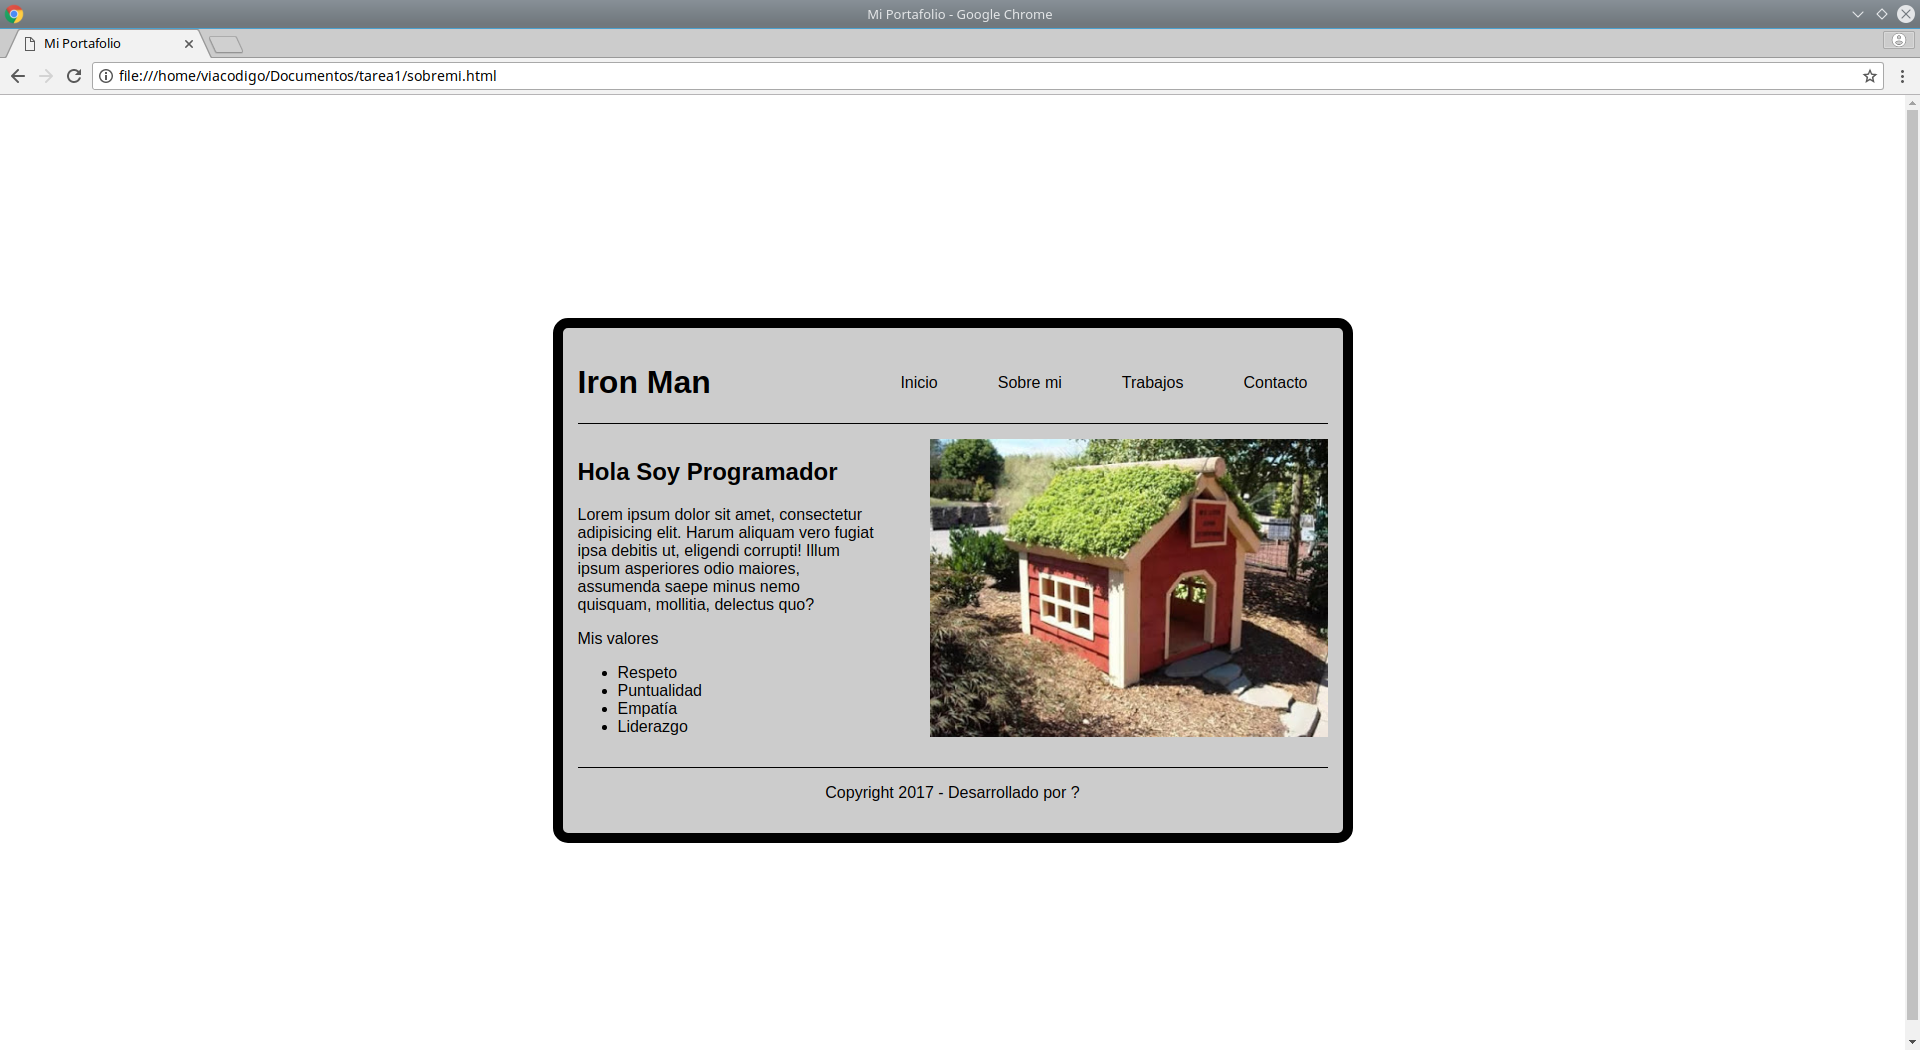 Mi Portafolio - Google Chrome
Mi Portafolio
file:///home/viacodigo/Documentos/tarea1/sobremi.html
Iron Man
Inicio
Sobre mi
Trabajos
Contacto
Hola Soy Programador
Lorem ipsum dolor sit amet, consectetur
adipisicing elit. Harum aliquam vero fugiat
ipsa debitis ut, eligendi corrupti! Illum
ipsum asperiores odio maiores,
assumenda saepe minus nemo
quisquam, mollitia, delectus quo?
Mis valores
Respeto
Puntualidad
Empatía
Liderazgo
Copyright 2017 - Desarrollado por ?